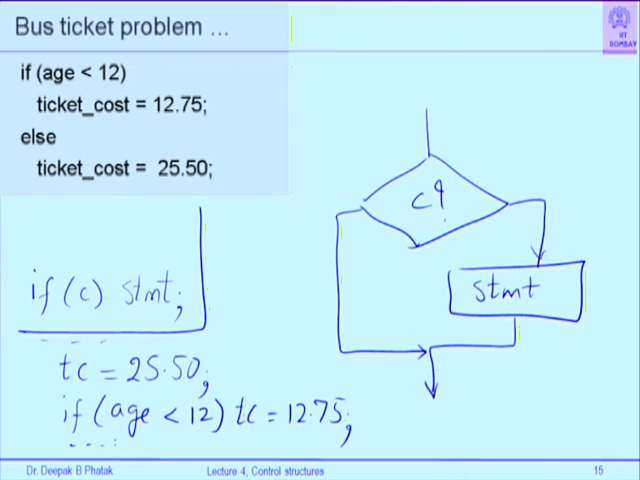 Bus ticket problem ...
IIT
BOMBAY
if (age < 12)
ticket_cost = 12.75;
else
ticket_cost = 25.50;
c?
if (c) stmt;
stmt
tc = 25.50;
if (age < 12) tc = 12.75;
Dr. Deepak B Phatak
Lecture 4, Control structures
15